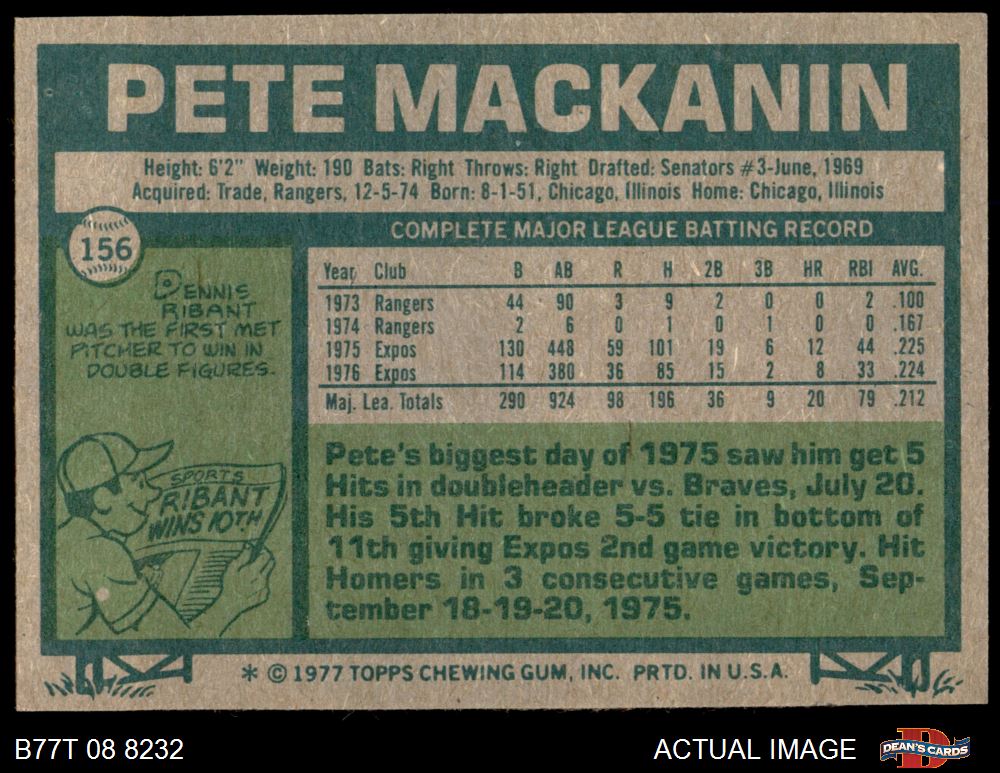 PETE MACKANIN
Height: 6'2" Weight: 190 Bats: Right Throws: Right Drafted: Senators #3-June, 1969
Acquired: Trade, Rangers, 12-5-74 Born: 8-1-51, Chicago, Illinois Home: Chicago, Illinois
156
DENNIS
RIBANT
WAS THE FIRST MET
PITCHER TO WIN IN
DOUBLE FIGURES.
SPORTS
RIBANT
WINS 10TH
COMPLETE MAJOR LEAGUE BATTING RECORD
Year Club B AB R H 2B 3B HR RBI AVG.
1973 Rangers 44 90 3 9 2 0 0 2 .100
1974 Rangers 2 6 0 1 0 1 0 0 .167
1975 Expos 130 448 59 101 19 6 12 44 .225
1976 Expos 114 380 36 85 15 2 8 33 .224
Maj. Lea. Totals 290 924 98 196 36 9 20 79 .212
Pete's biggest day of 1975 saw him get 5
Hits in doubleheader vs. Braves, July 20.
His 5th Hit broke 5-5 tie in bottom of
11th giving Expos 2nd game victory. Hit
Homers in 3 consecutive games, Sep-
tember 18-19-20, 1975.
* © 1977 TOPPS CHEWING GUM, INC. PRTD. IN U.S.A.
B77T 08 8232
ACTUAL IMAGE
DEAN'S CARDS